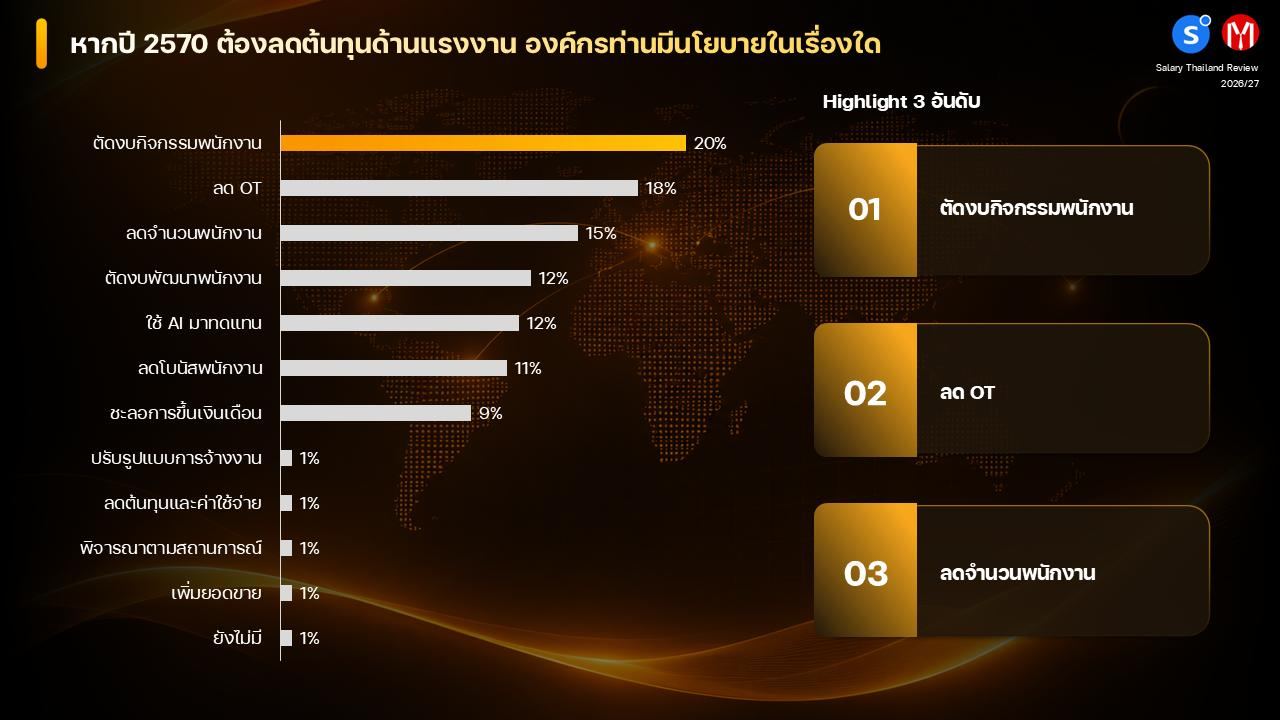 หากปี 2570 ต้องลดต้นทุนด้านแรงงาน องค์กรท่านมีนโยบายในเรื่องใด
S
Salary Thailand Review
2026/27
Highlight 3 อันดับ
ตัดงบกิจกรรมพนักงาน 20%
ลด OT 18%
ลดจำนวนพนักงาน 15%
ตัดงบพัฒนาพนักงาน 12%
ใช้ AI มาทดแทน 12%
ลดโบนัสพนักงาน 11%
ชะลอการขึ้นเงินเดือน 9%
ปรับรูปแบบการจ้างงาน 1%
ลดต้นทุนและค่าใช้จ่าย 1%
พิจารณาตามสถานการณ์ 1%
เพิ่มยอดขาย 1%
ยังไม่มี 1%
01 ตัดงบกิจกรรมพนักงาน
02 ลด OT
03 ลดจำนวนพนักงาน